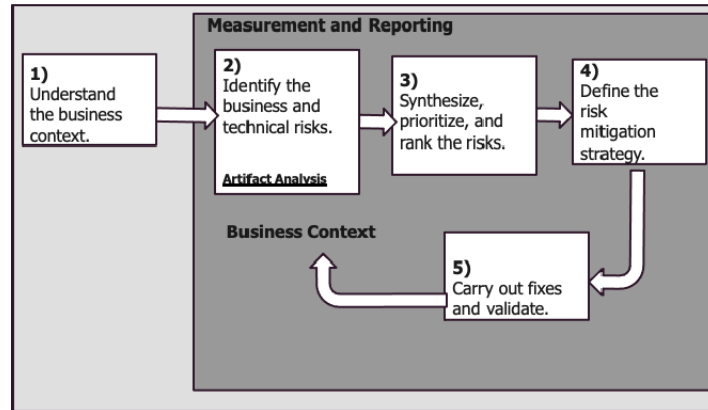 Measurement and Reporting
1)
Understand
the business
context.
2)
Identify the
business and
technical risks.
Artifact Analysis
3)
Synthesize,
prioritize, and
rank the risks.
4)
Define the
risk
mitigation
strategy.
Business Context
5)
Carry out fixes
and validate.